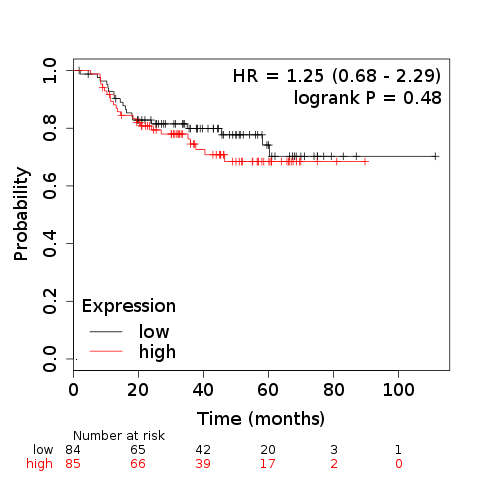 HR = 1.25 (0.68 - 2.29)
logrank P = 0.48
Probability
1.0
0.8
0.6
0.4
0.2
0.0
Expression
low
high
0 20 40 60 80 100
Time (months)
Number at risk
low 84 65 42 20 3 1
high 85 66 39 17 2 0